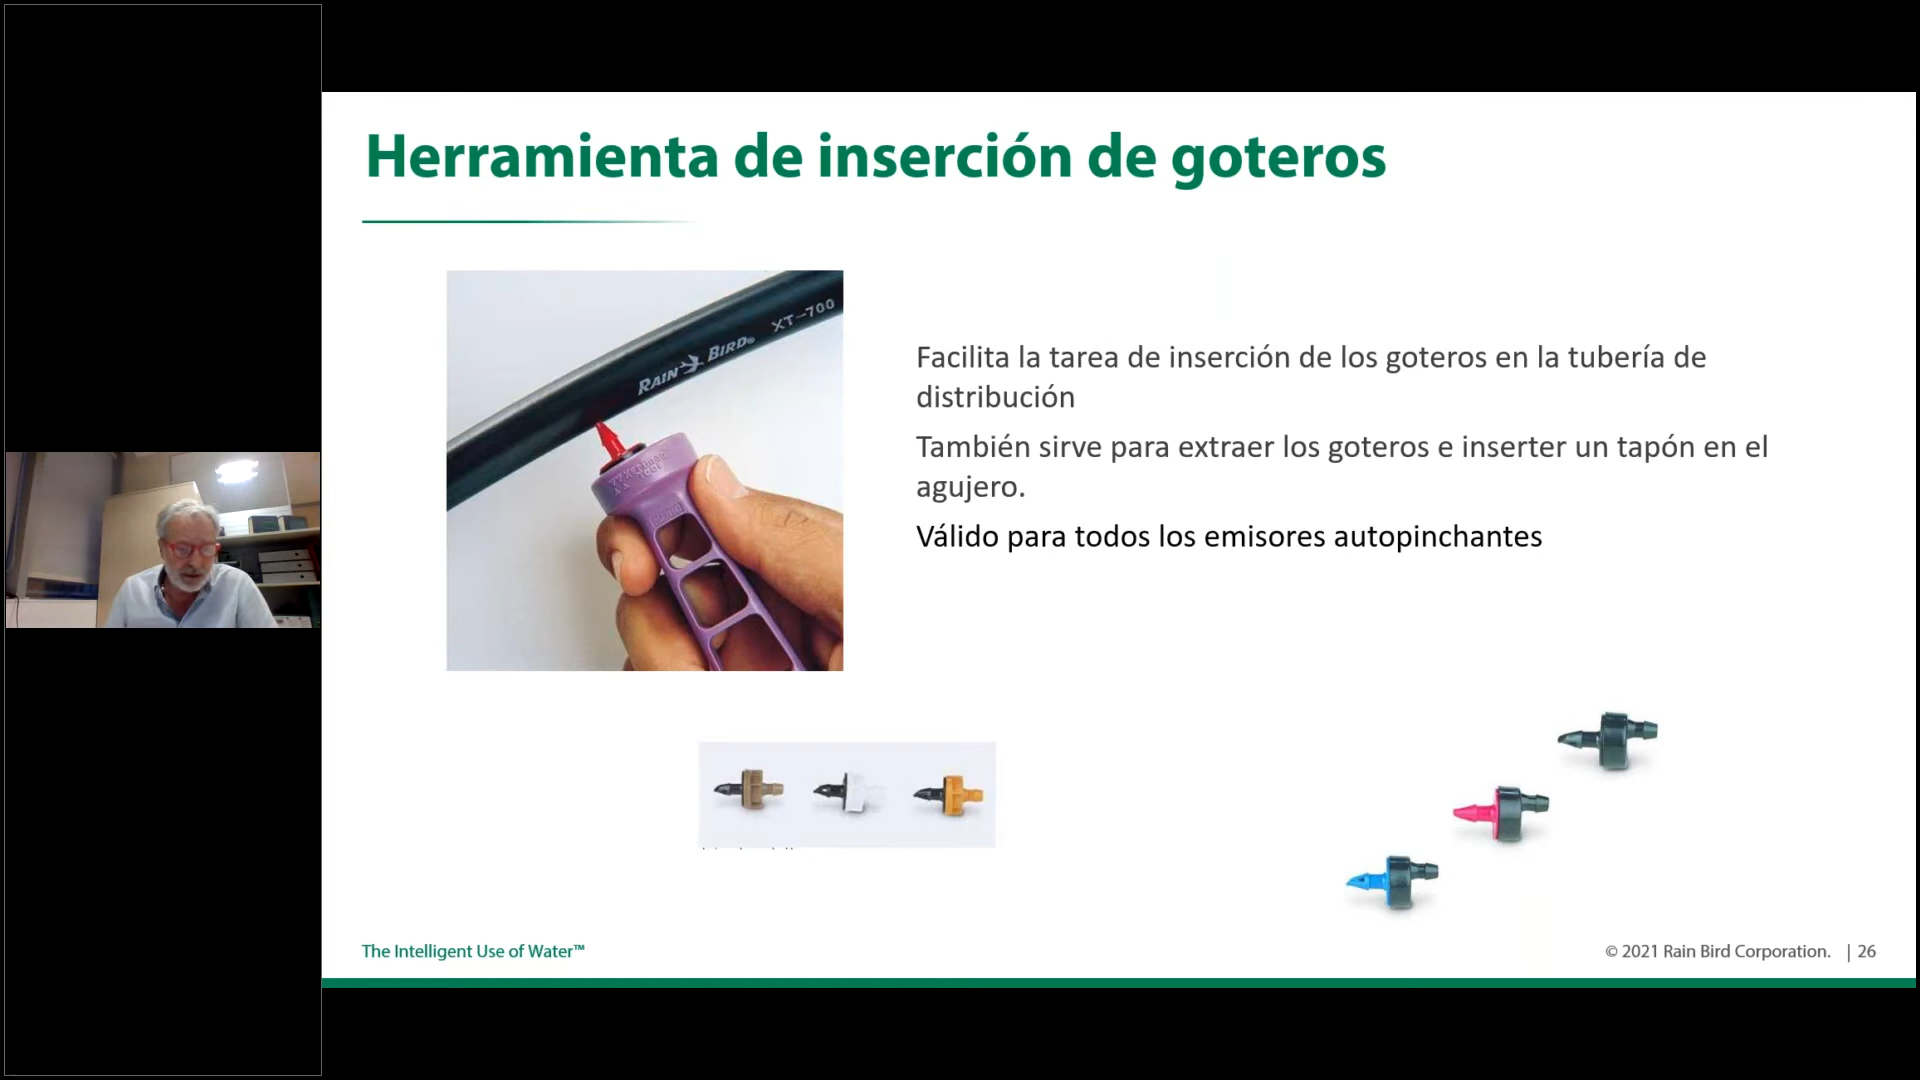 Herramienta de inserción de goteros
RAIN BIRD® XT-700
Facilita la tarea de inserción de los goteros en la tubería de
distribución
También sirve para extraer los goteros e inserter un tapón en el
agujero.
Válido para todos los emisores autopinchantes
The Intelligent Use of Water™
© 2021 Rain Bird Corporation. | 26